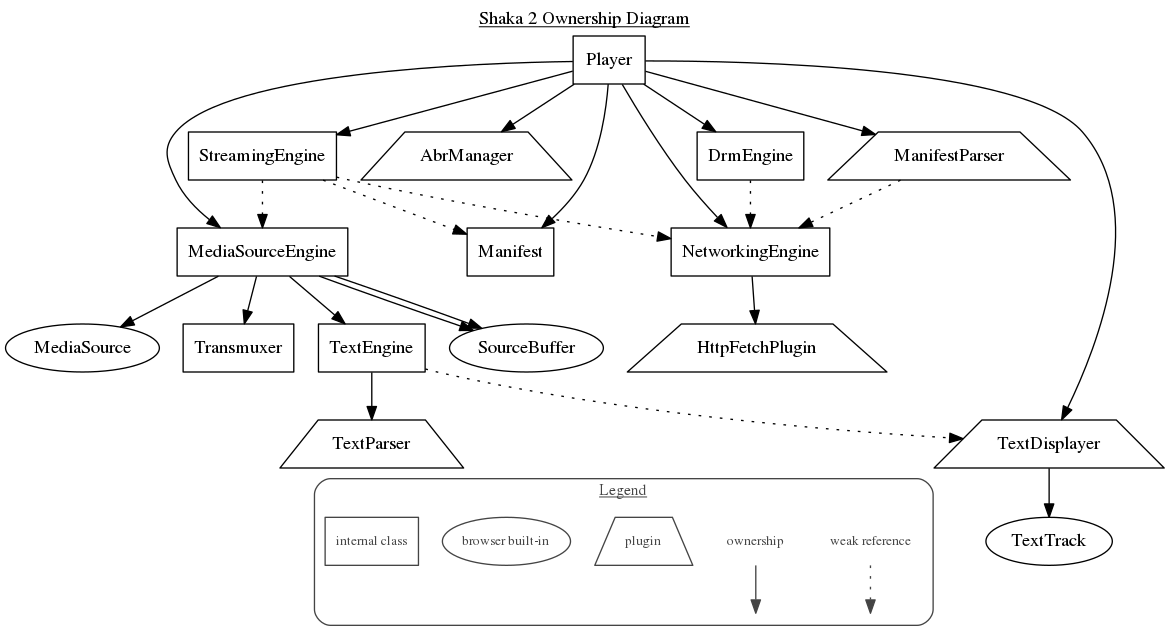 Shaka 2 Ownership Diagram
Player
StreamingEngine
AbrManager
DrmEngine
ManifestParser
MediaSourceEngine
Manifest
NetworkingEngine
MediaSource
Transmuxer
TextEngine
SourceBuffer
HttpFetchPlugin
TextParser
TextDisplayer
Legend
internal class
browser built-in
plugin
ownership
weak reference
TextTrack